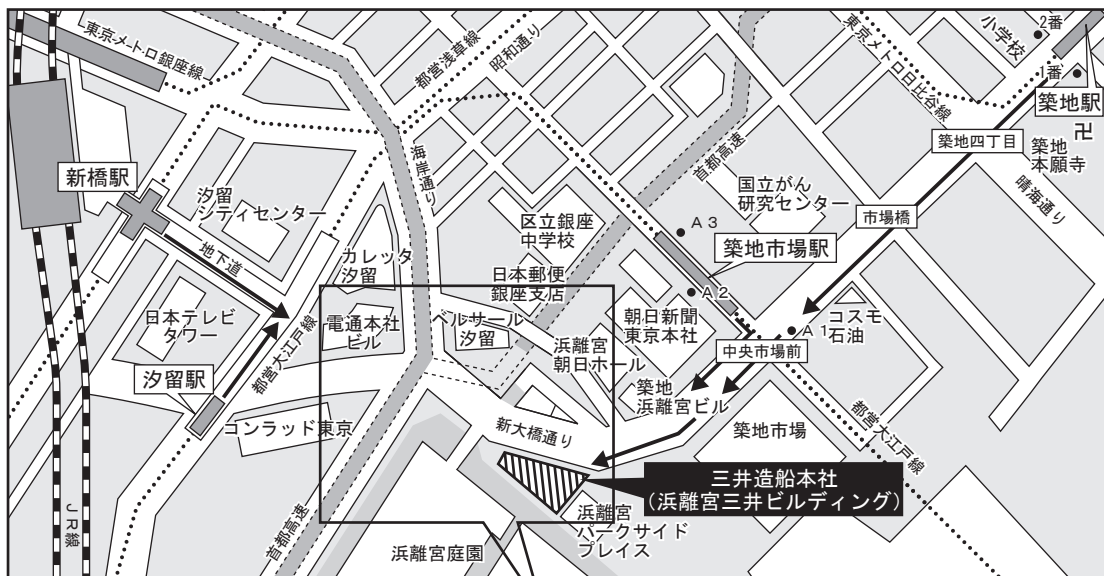 東京メトロ銀座線
都営浅草線
昭和通り
東京メトロ日比谷線
小学校
2番
1番
築地駅
卍
築地
本願寺
築地四丁目
晴海通り
市場橋
首都高速
海岸通り
新橋駅
汐留
シティセンター
地下道
カレッタ
汐留
区立銀座
中学校
国立がん
研究センター
A3
築地市場駅
A2
日本郵便
銀座支店
日本テレビ
タワー
電通本社
ビル
ベルサール
汐留
朝日新聞
東京本社
A1
コスモ
石油
中央市場前
浜離宮
朝日ホール
汐留駅
都営大江戸線
築地
浜離宮ビル
コンラッド東京
新大橋通り
築地市場
都営大江戸線
三井造船本社
(浜離宮三井ビルディング)
浜離宮
パークサイド
プレイス
浜離宮庭園
首都高速
JR線